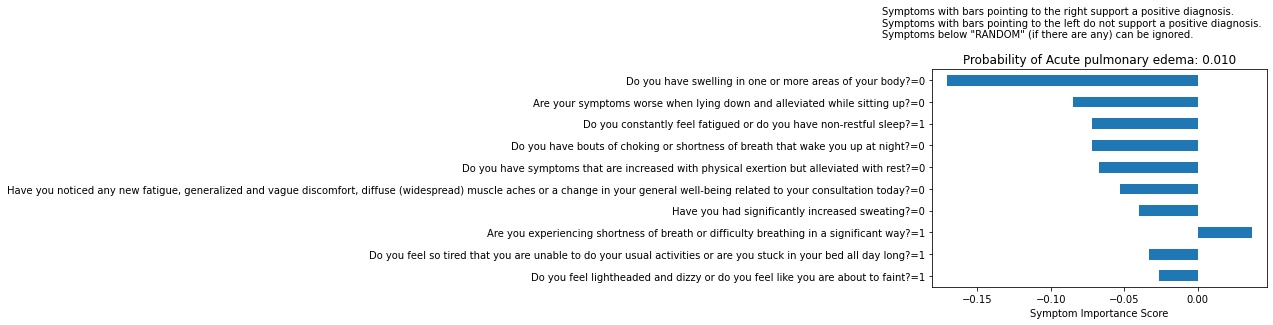 Symptoms with bars pointing to the right support a positive diagnosis.
Symptoms with bars pointing to the left do not support a positive diagnosis.
Symptoms below "RANDOM" (if there are any) can be ignored.
Probability of Acute pulmonary edema: 0.010
Do you have swelling in one or more areas of your body?=0
Are your symptoms worse when lying down and alleviated while sitting up?=0
Do you constantly feel fatigued or do you have non-restful sleep?=1
Do you have bouts of choking or shortness of breath that wake you up at night?=0
Do you have symptoms that are increased with physical exertion but alleviated with rest?=0
Have you noticed any new fatigue, generalized and vague discomfort, diffuse (widespread) muscle aches or a change in your general well-being related to your consultation today?=0
Have you had significantly increased sweating?=0
Are you experiencing shortness of breath or difficulty breathing in a significant way?=1
Do you feel so tired that you are unable to do your usual activities or are you stuck in your bed all day long?=1
Do you feel lightheaded and dizzy or do you feel like you are about to faint?=1
−0.15 −0.10 −0.05 0.00
Symptom Importance Score